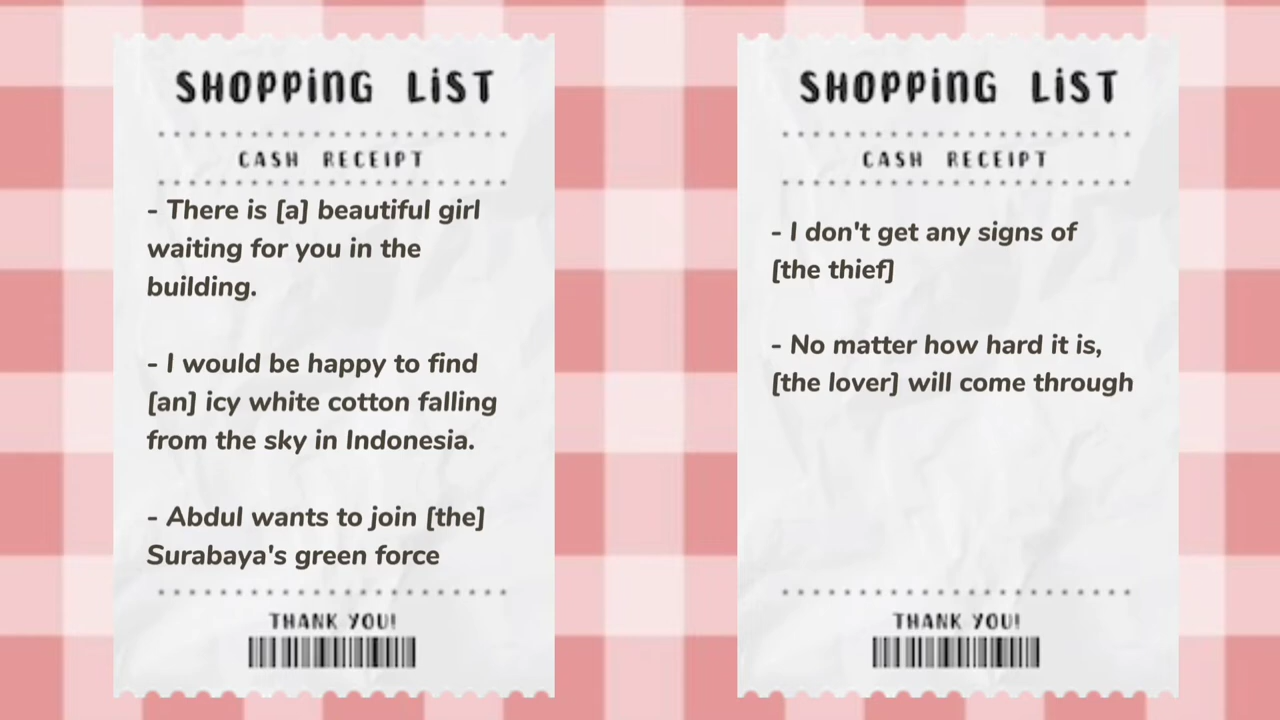 SHOPPiNG LiST
CASH RECEIPT
- There is [a] beautiful girl
waiting for you in the
building.
- I would be happy to find
[an] icy white cotton falling
from the sky in Indonesia.
- Abdul wants to join [the]
Surabaya's green force
THANK YOU!
SHOPPiNG LiST
CASH RECEIPT
- I don't get any signs of
[the thief]
- No matter how hard it is,
[the lover] will come through
THANK YOU!